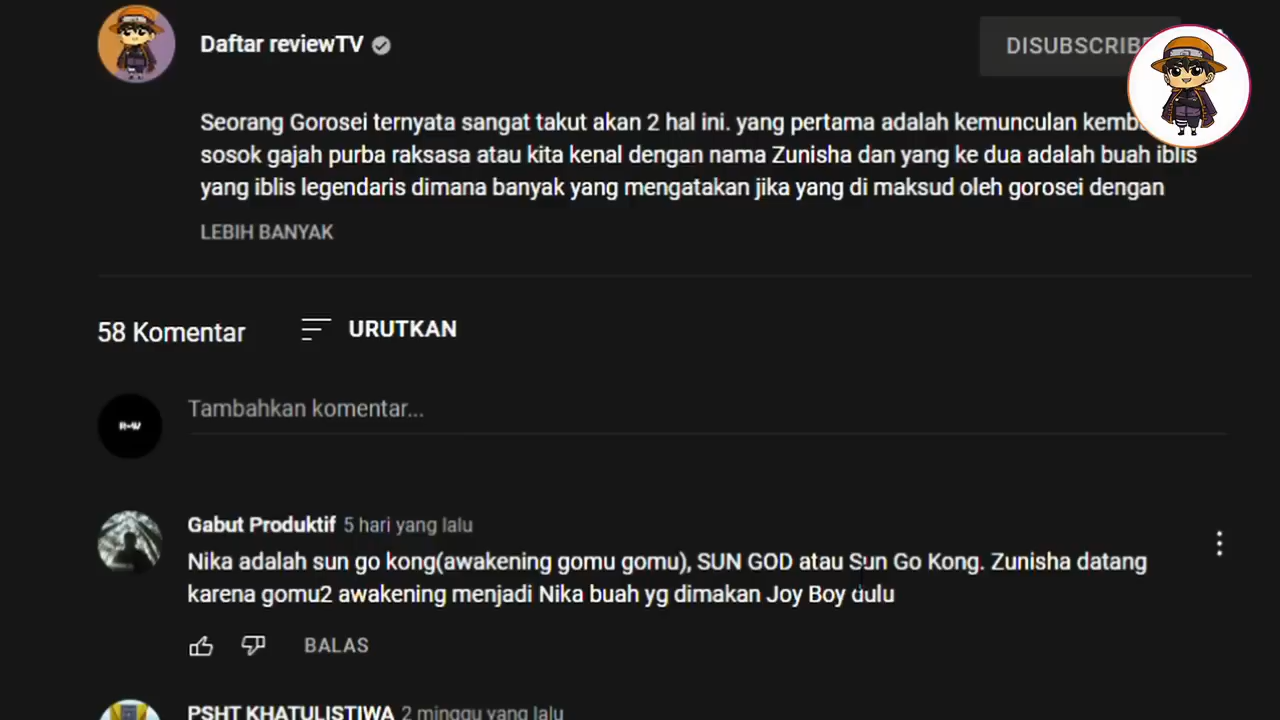 Daftar reviewTV
DISUBSCRIBE
Seorang Gorosei ternyata sangat takut akan 2 hal ini. yang pertama adalah kemunculan
sosok gajah purba raksasa atau kita kenal dengan nama Zunisha dan yang ke dua adalah buah iblis
yang iblis legendaris dimana banyak yang mengatakan jika yang di maksud oleh gorosei dengan
LEBIH BANYAK
58 Komentar
URUTKAN
Tambahkan komentar...
Gabut Produktif 5 hari yang lalu
Nika adalah sun go kong(awakening gomu gomu), SUN GOD atau Sun Go Kong. Zunisha datang
karena gomu2 awakening menjadi Nika buah yg dimakan Joy Boy dulu
BALAS
PSHT KHATULISTIWA 2 minggu yang lalu